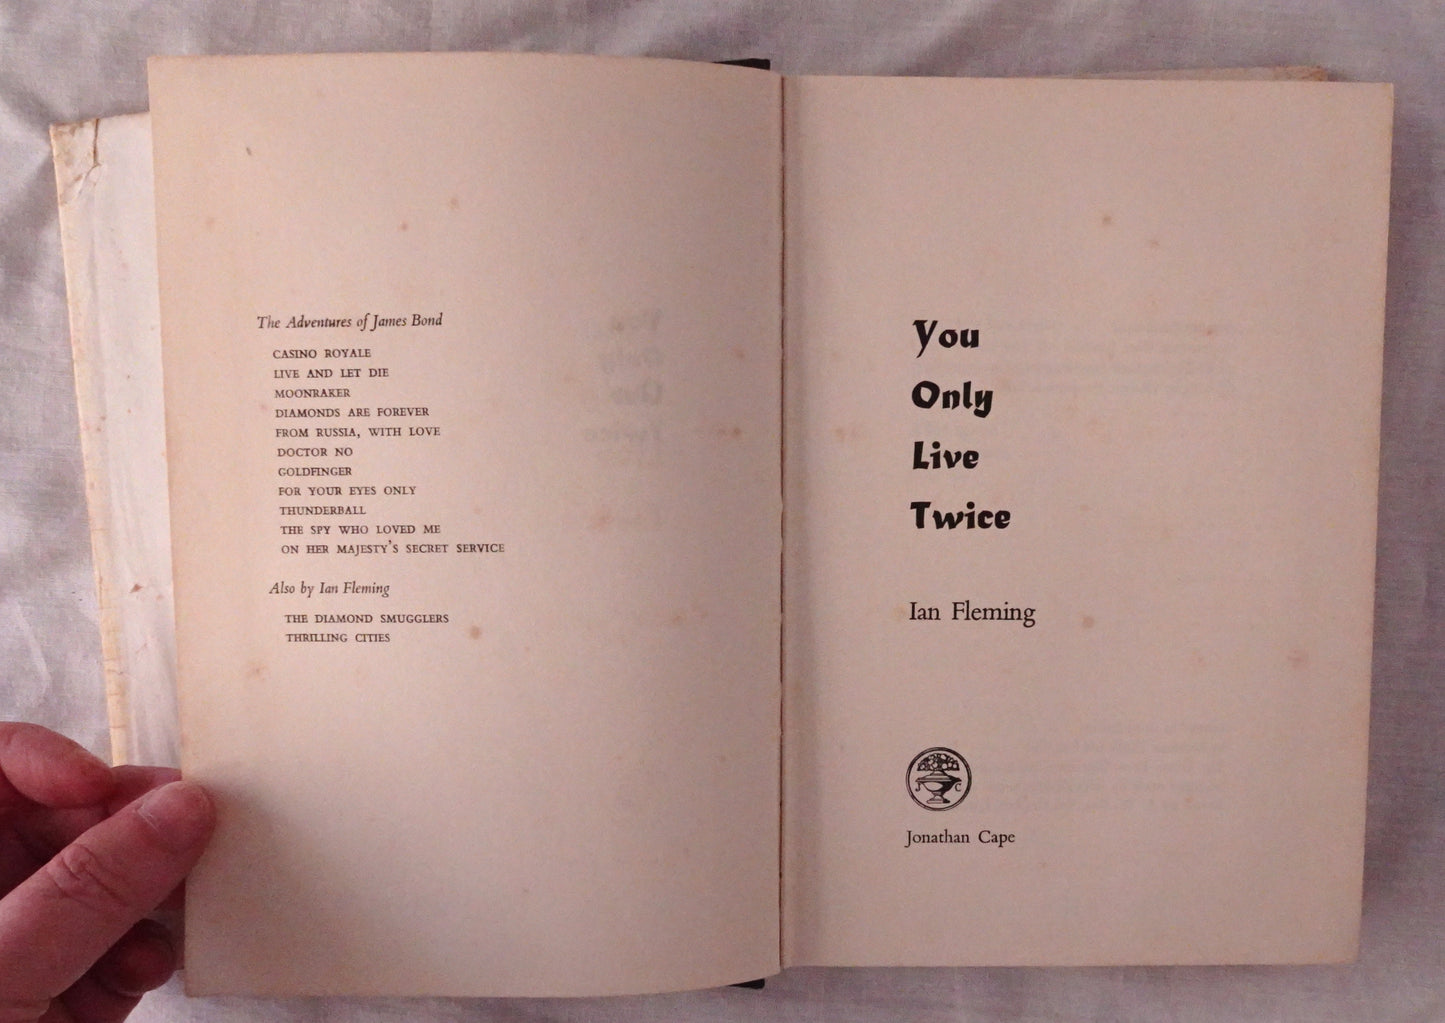 The Adventures of James Bond
CASINO ROYALE
LIVE AND LET DIE
MOONRAKER
DIAMONDS ARE FOREVER
FROM RUSSIA, WITH LOVE
DOCTOR NO
GOLDFINGER
FOR YOUR EYES ONLY
THUNDERBALL
THE SPY WHO LOVED ME
ON HER MAJESTY'S SECRET SERVICE
Also by Ian Fleming
THE DIAMOND SMUGGLERS
THRILLING CITIES
You
Only
Live
Twice
Ian Fleming
J C
Jonathan Cape